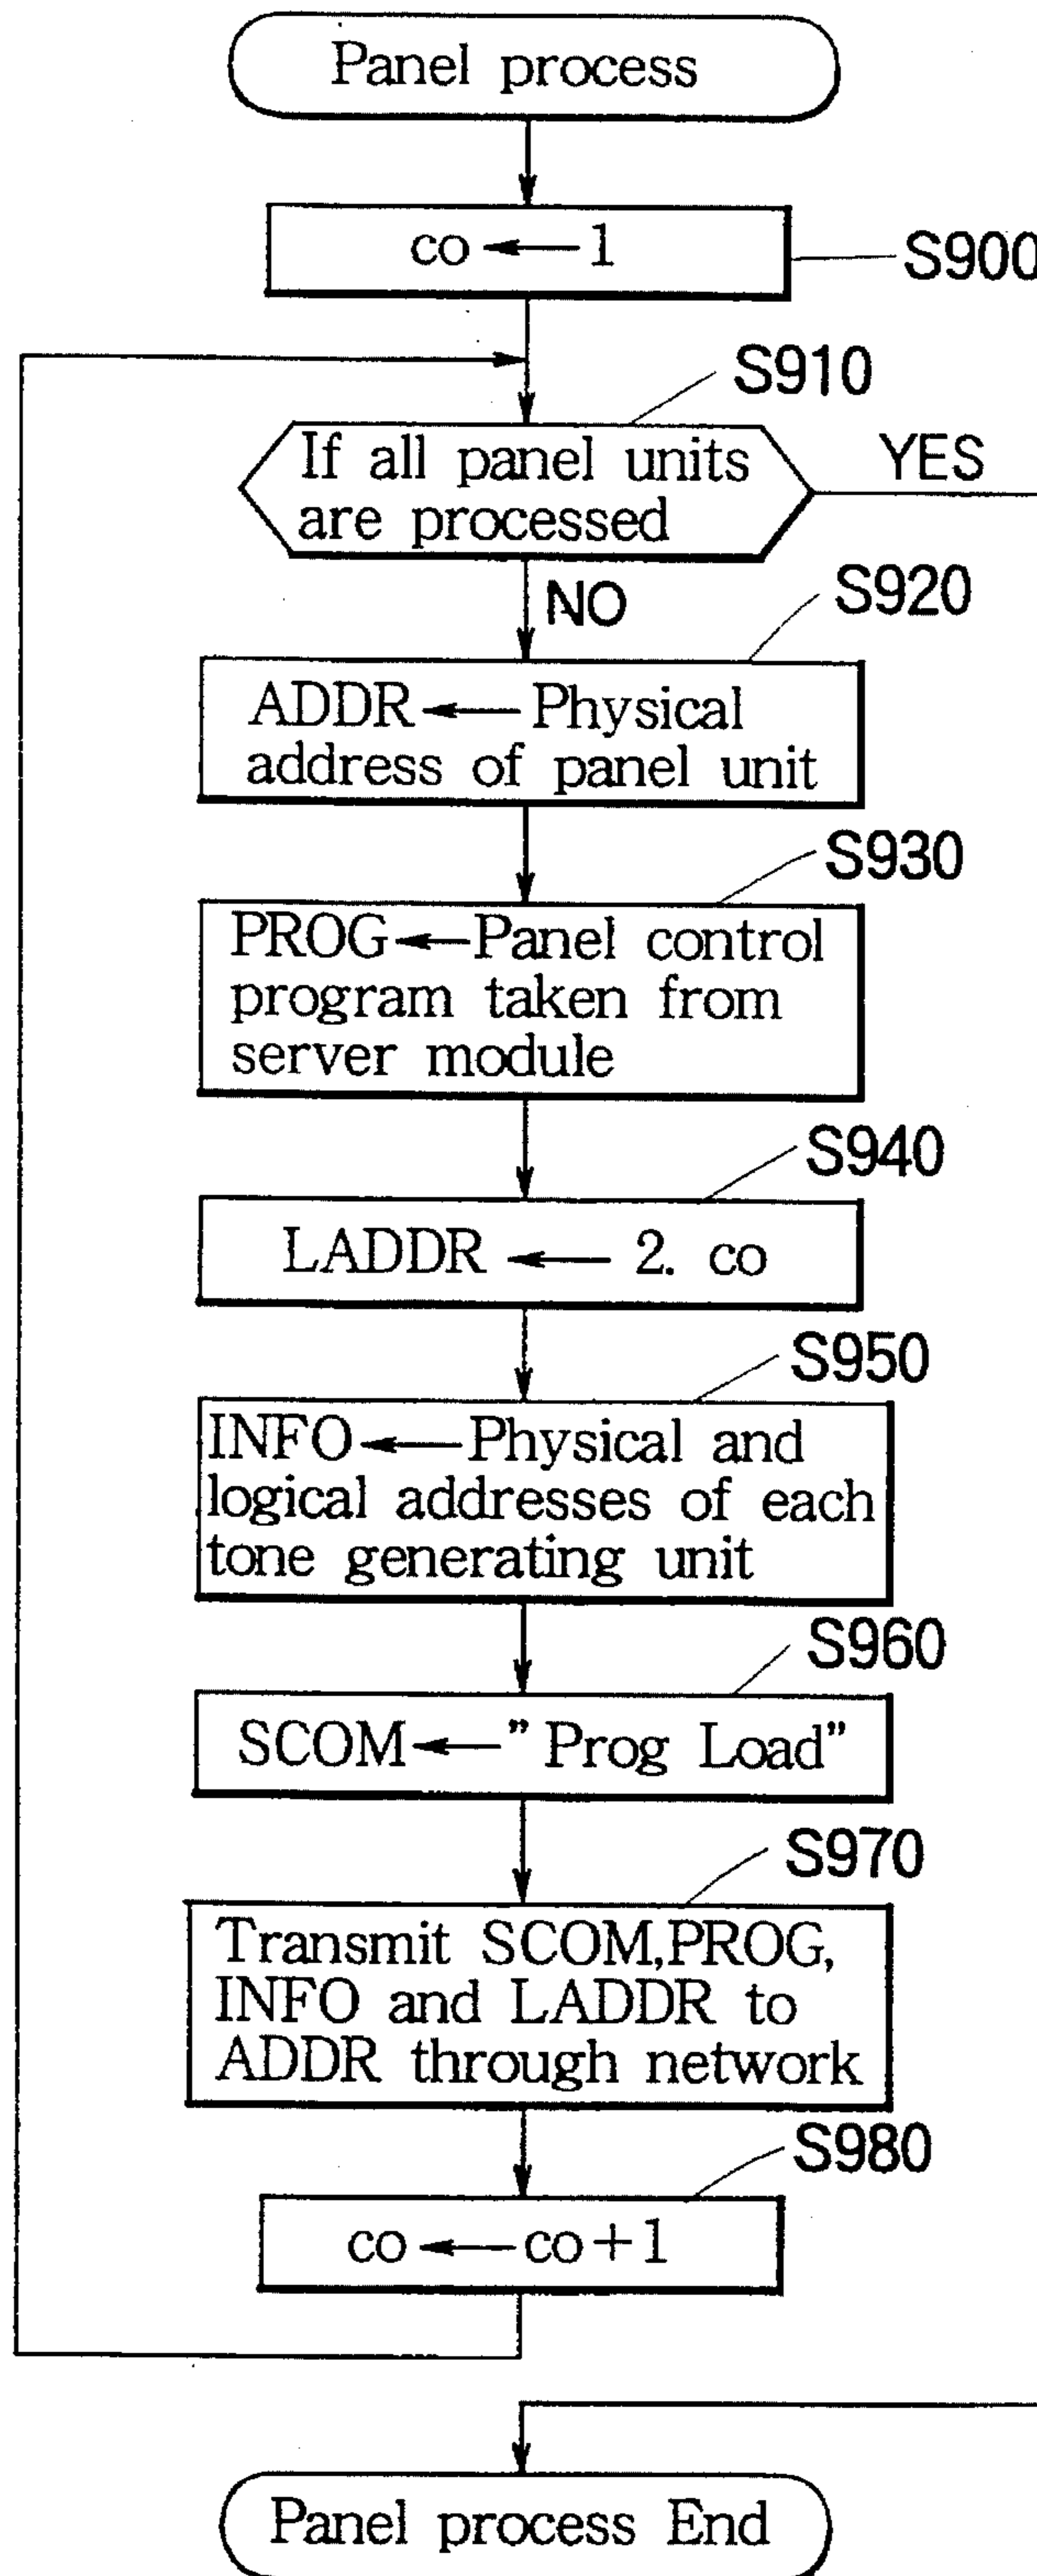 Panel process
co ← 1
S900
S910
If all panel units
are processed
YES
NO
S920
ADDR ← Physical
address of panel unit
S930
PROG ← Panel control
program taken from
server module
S940
LADDR ← 2. co
S950
INFO ← Physical and
logical addresses of each
tone generating unit
S960
SCOM ← "Prog Load"
S970
Transmit SCOM,PROG,
INFO and LADDR to
ADDR through network
S980
co ← co+1
Panel process End